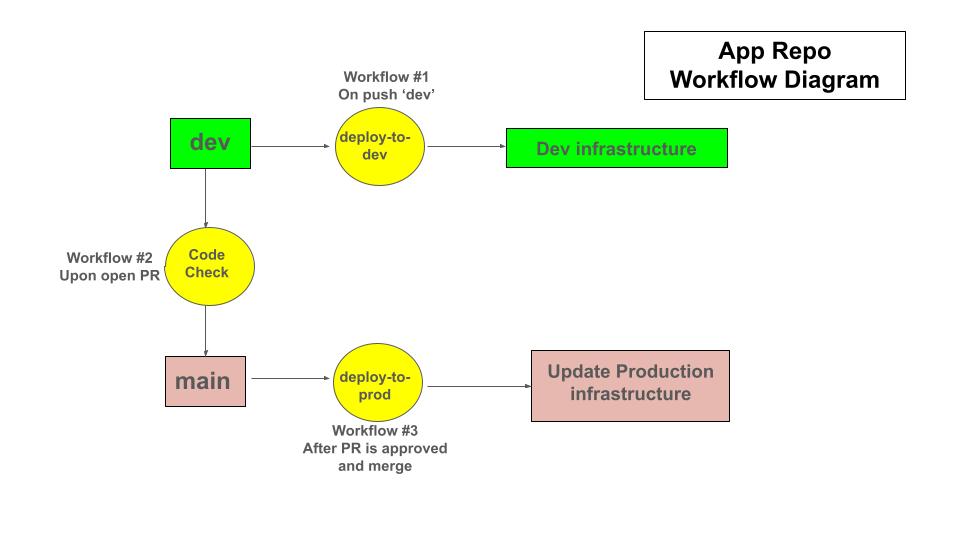 App Repo
Workflow Diagram
Workflow #1
On push ‘dev’
dev
deploy-to-
dev
Dev infrastructure
Workflow #2
Upon open PR
Code
Check
main
deploy-to-
prod
Update Production
infrastructure
Workflow #3
After PR is approved
and merge